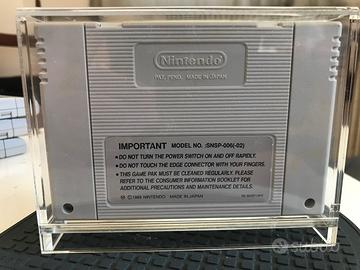 Nintendo
PAT. PEND. MADE IN JAPAN
IMPORTANT MODEL NO. :SNSP-006(-02)
• DO NOT TURN THE POWER SWITCH ON AND OFF RAPIDLY.
• DO NOT TOUCH THE EDGE CONNECTOR WITH YOUR FINGERS.
• THIS GAME PAK MUST BE CLEANED REGULARLY. PLEASE
REFER TO THE CONSUMER INFORMATION BOOKLET FOR
ADDITIONAL PRECAUTIONS AND MAINTENANCE DETAILS.
© 1989 NINTENDO MADE IN JAPAN
subito